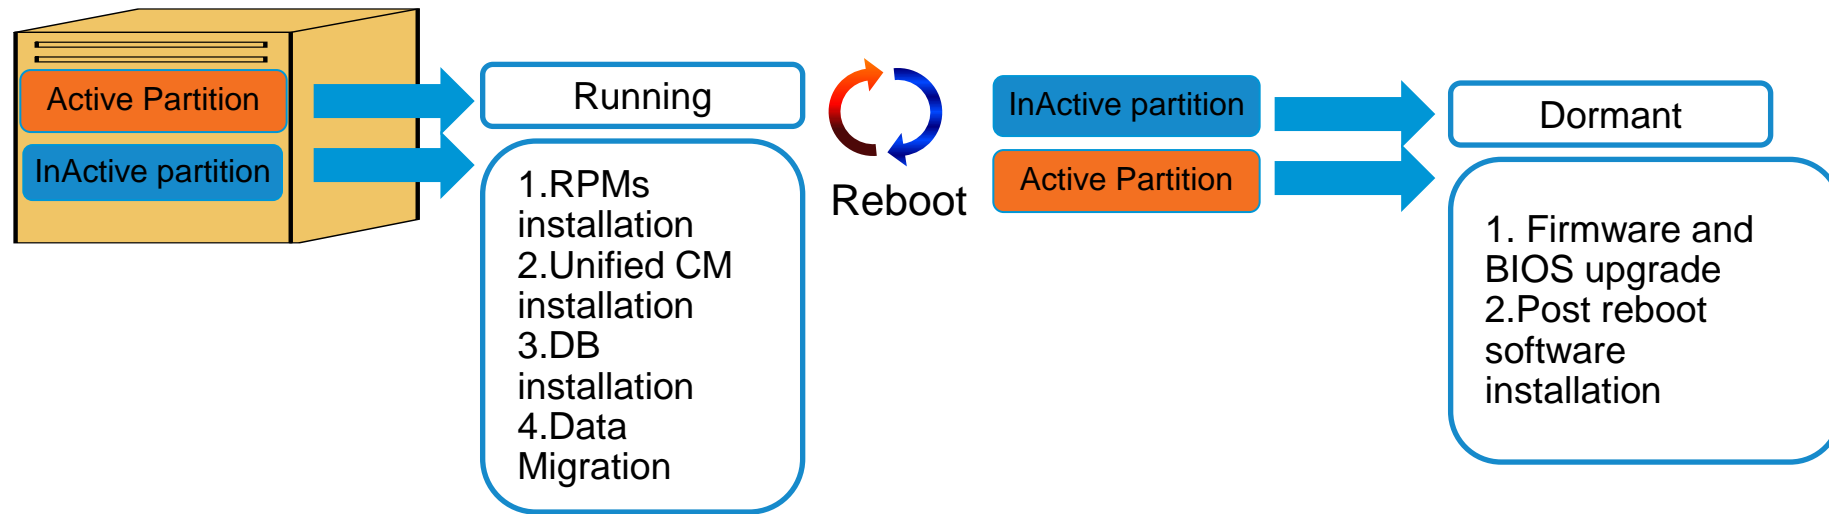 Active Partition
InActive partition
Running
1.RPMs
installation
2.Unified CM
installation
3.DB
installation
4.Data
Migration
Reboot
InActive partition
Active Partition
Dormant
1. Firmware and
BIOS upgrade
2.Post reboot
software
installation